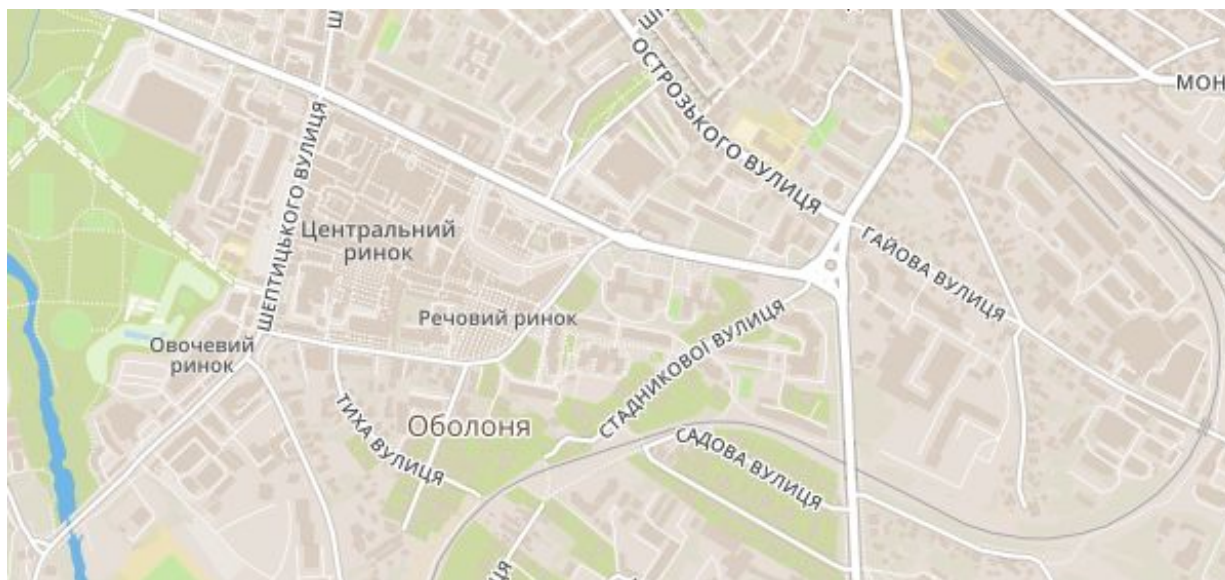 ОСТРОЗЬКОГО ВУЛИЦЯ
МОН
ШЕПТИЦЬКОГО ВУЛИЦЯ
Центральний
ринок
ГАЙОВА ВУЛИЦЯ
Речовий ринок
Овочевий
ринок
СТАДНИКОВОЇ ВУЛИЦЯ
ТИХА ВУЛИЦЯ
Оболоня
САДОВА ВУЛИЦЯ